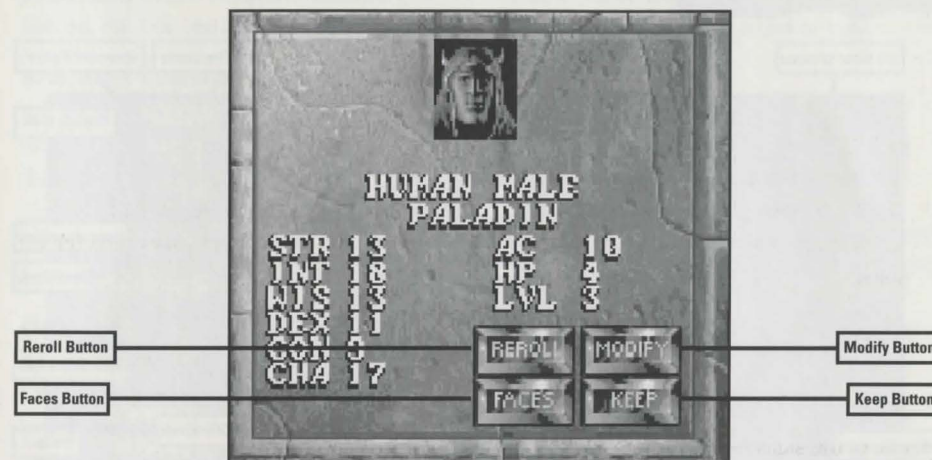 HUMAN MALE
PALADIN
STR 13 AC 10
INT 18 HP 4
WIS 13 LVL 3
DEX 11
CON
CHA 17
REROLL MODIFY
FACES KEEP
Reroll Button
Modify Button
Faces Button
Keep Button